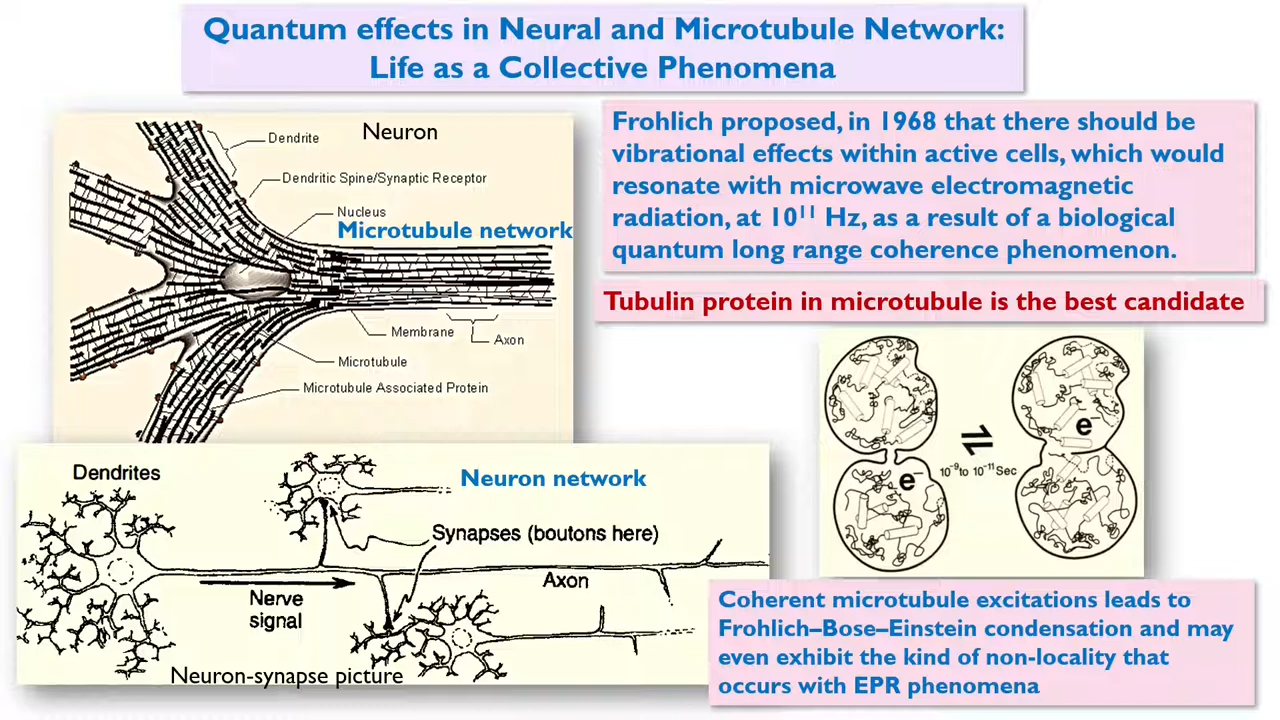 Quantum effects in Neural and Microtubule Network:
Life as a Collective Phenomena
Neuron
Dendrite
Dendritic Spine/Synaptic Receptor
Nucleus
Microtubule network
Membrane
Axon
Microtubule
Microtubule Associated Protein
Frohlich proposed, in 1968 that there should be
vibrational effects within active cells, which would
resonate with microwave electromagnetic
radiation, at 10¹¹ Hz, as a result of a biological
quantum long range coherence phenomenon.
Tubulin protein in microtubule is the best candidate
e⁻
e⁻
10⁻⁹to 10⁻¹¹Sec
Dendrites
Neuron network
Synapses (boutons here)
Axon
Nerve
signal
Neuron-synapse picture
Coherent microtubule excitations leads to
Frohlich–Bose–Einstein condensation and may
even exhibit the kind of non-locality that
occurs with EPR phenomena